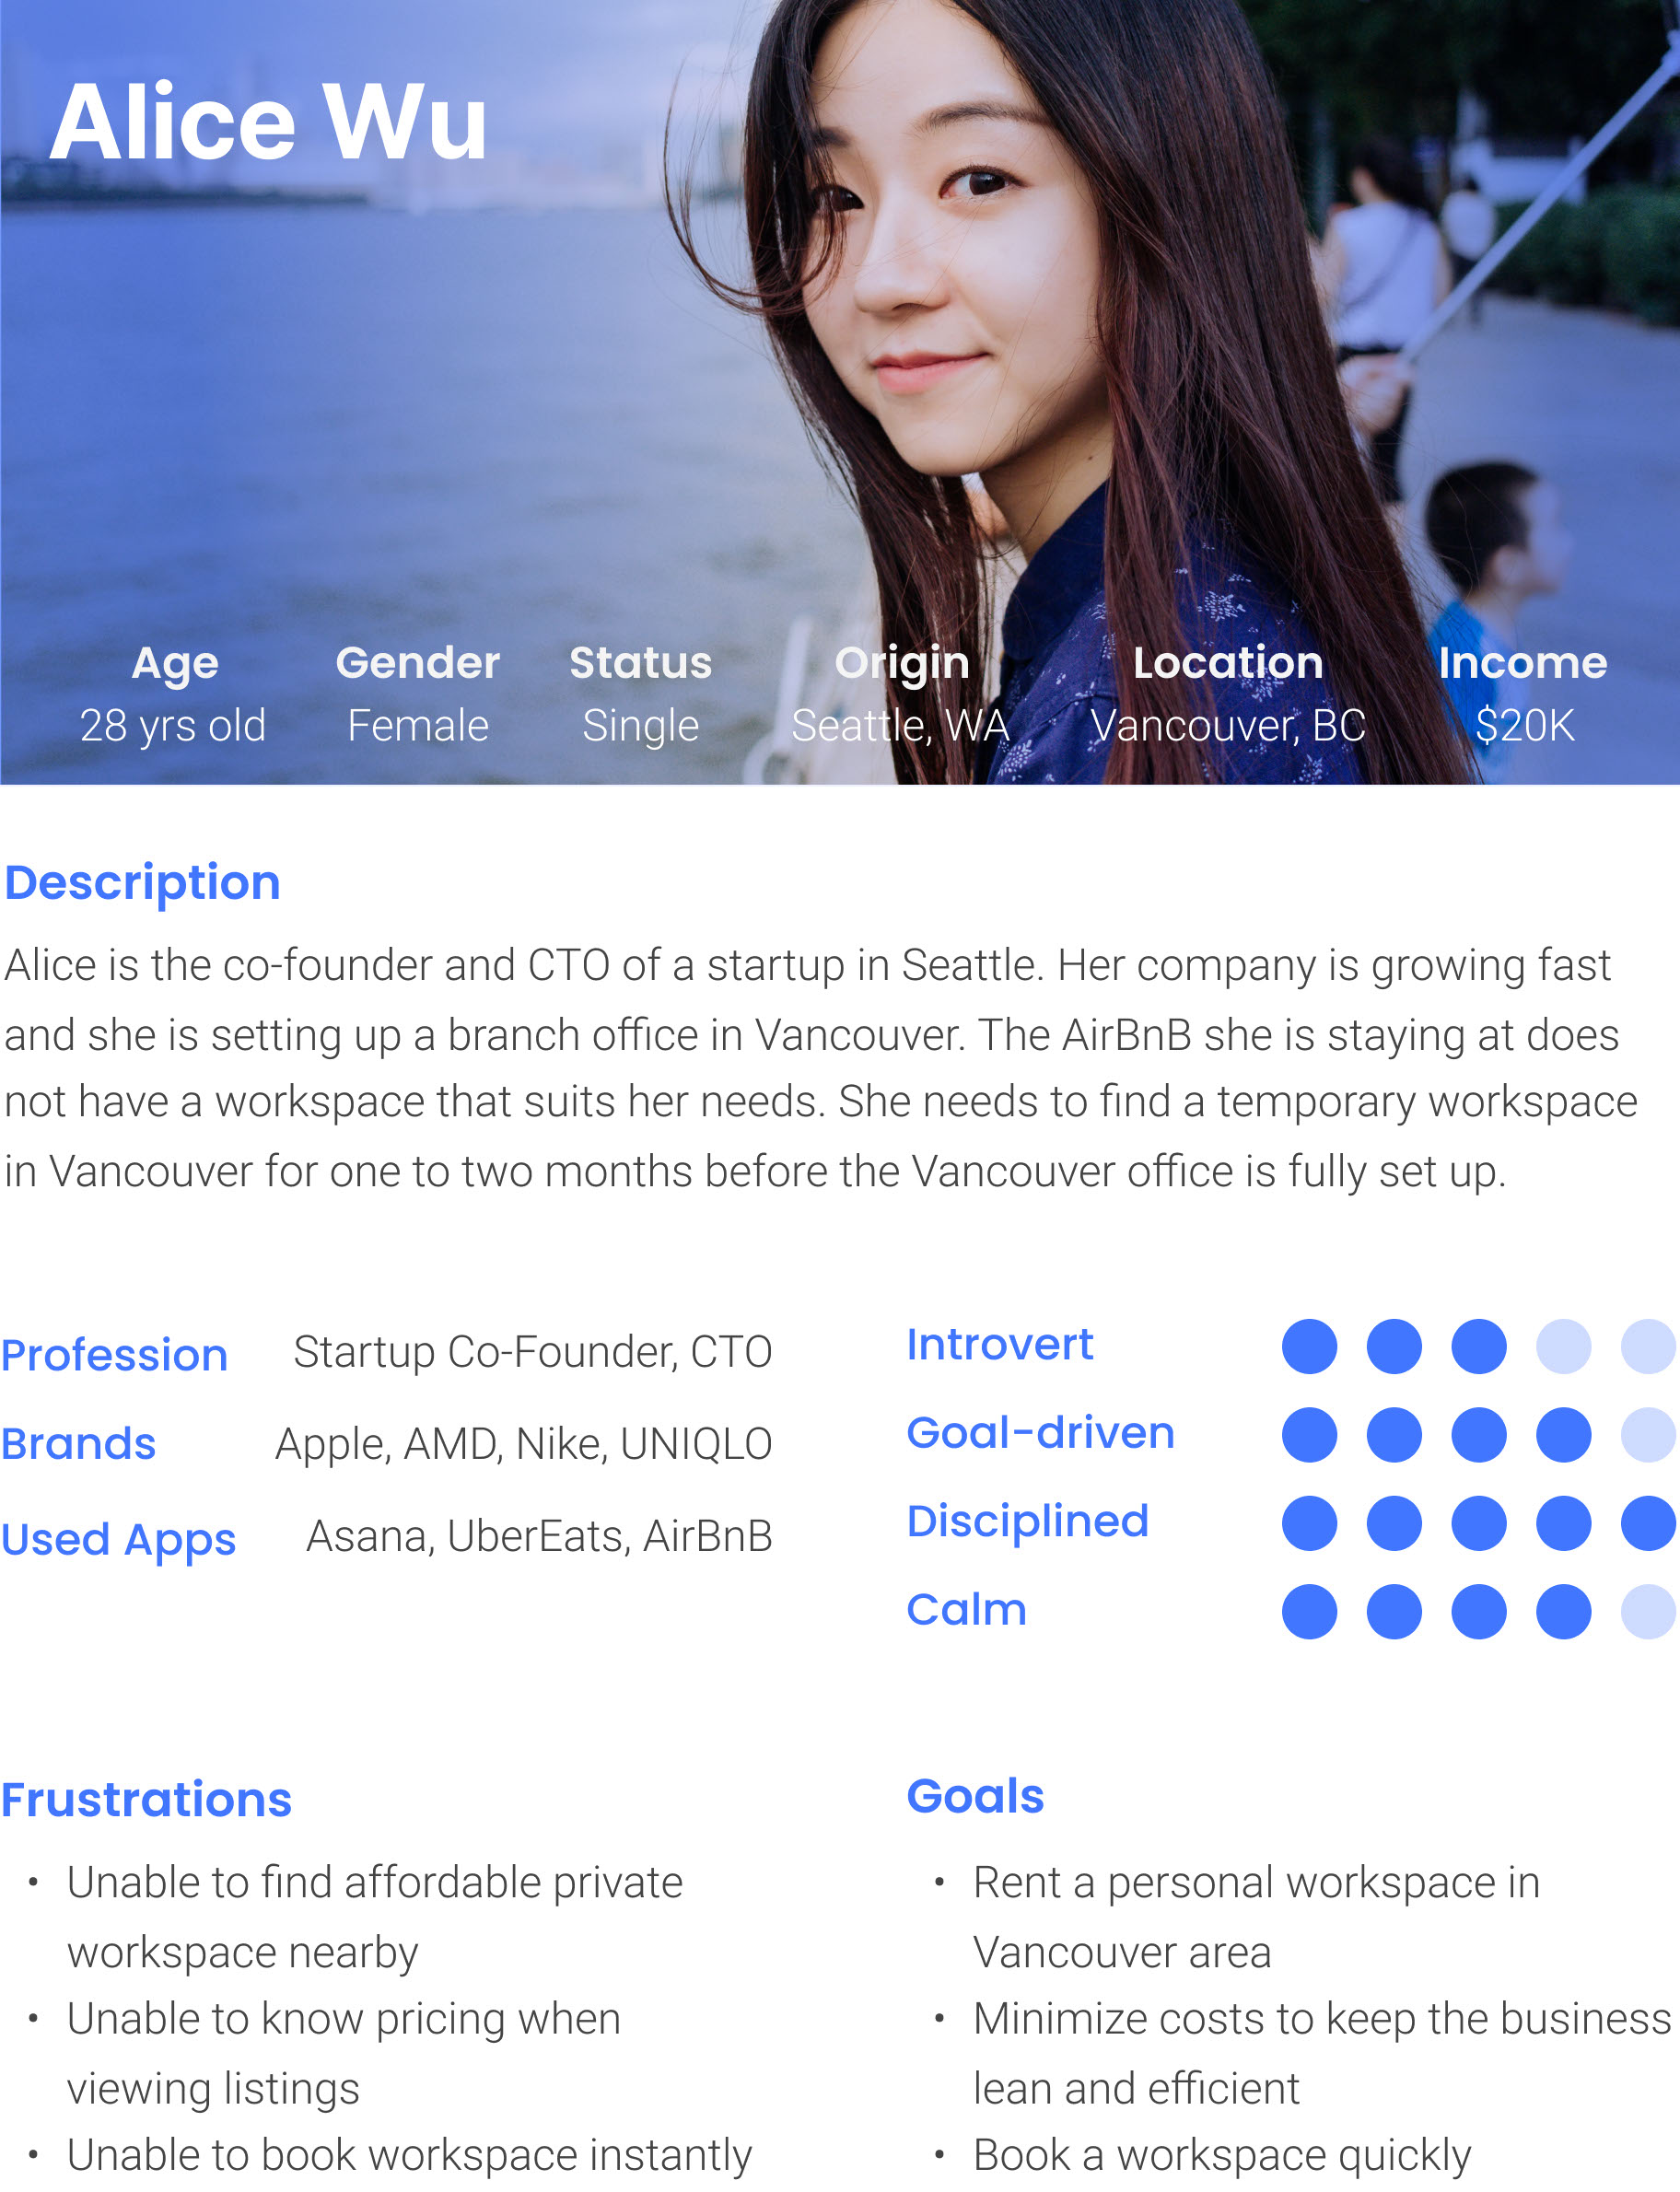 Alice Wu
Age Gender Status Origin Location Income
28 yrs old Female Single Seattle, WA Vancouver, BC $20K
Description
Alice is the co-founder and CTO of a startup in Seattle. Her company is growing fast
and she is setting up a branch office in Vancouver. The AirBnB she is staying at does
not have a workspace that suits her needs. She needs to find a temporary workspace
in Vancouver for one to two months before the Vancouver office is fully set up.
Profession Startup Co-Founder, CTO
Brands Apple, AMD, Nike, UNIQLO
Used Apps Asana, UberEats, AirBnB
Introvert
Goal-driven
Disciplined
Calm
Frustrations
• Unable to find affordable private
workspace nearby
• Unable to know pricing when
viewing listings
• Unable to book workspace instantly
Goals
• Rent a personal workspace in
Vancouver area
• Minimize costs to keep the business
lean and efficient
• Book a workspace quickly